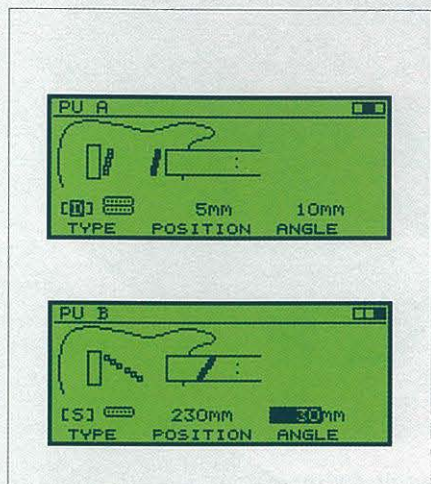 PU A
[D] 5mm 10mm
TYPE POSITION ANGLE
PU B
[S] 230mm 30mm
TYPE POSITION ANGLE